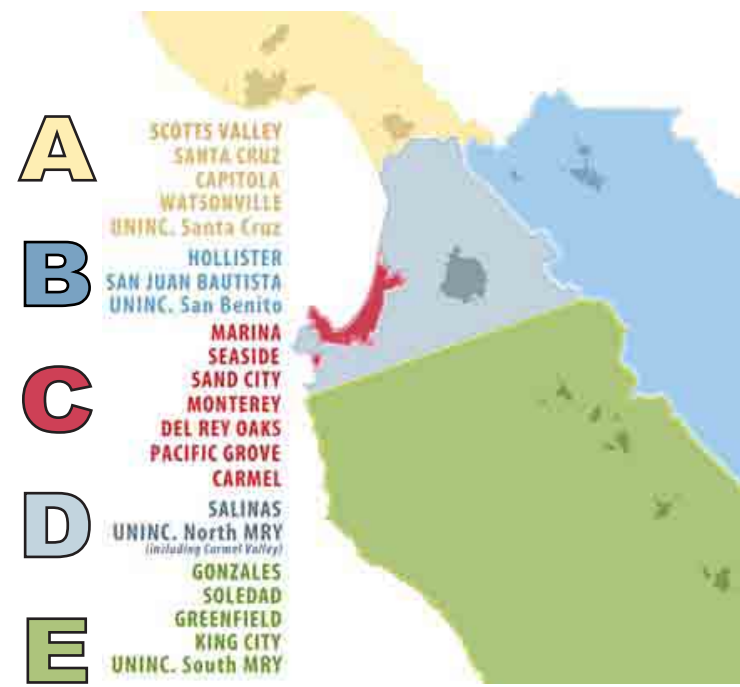 A
SCOTTS VALLEY
SANTA CRUZ
CAPITOLA
WATSONVILLE
UNINC. Santa Cruz
B
HOLLISTER
SAN JUAN BAUTISTA
UNINC. San Benito
C
MARINA
SEASIDE
SAND CITY
MONTEREY
DEL REY OAKS
PACIFIC GROVE
CARMEL
D
SALINAS
UNINC. North MRY
(including Carmel Valley)
E
GONZALES
SOLEDAD
GREENFIELD
KING CITY
UNINC. South MRY